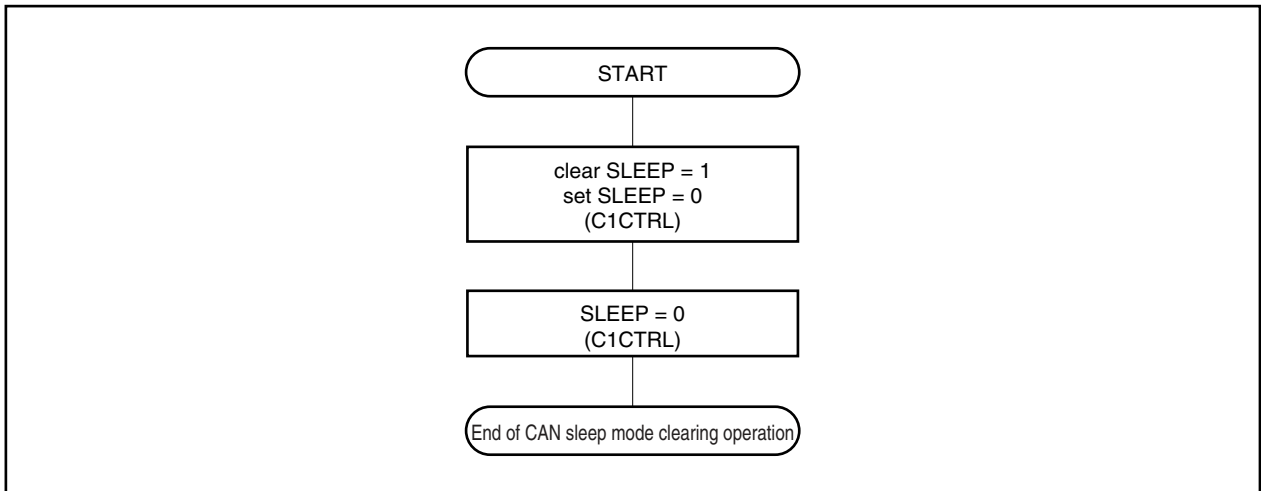 START
clear SLEEP = 1
set SLEEP = 0
(C1CTRL)
SLEEP = 0
(C1CTRL)
End of CAN sleep mode clearing operation